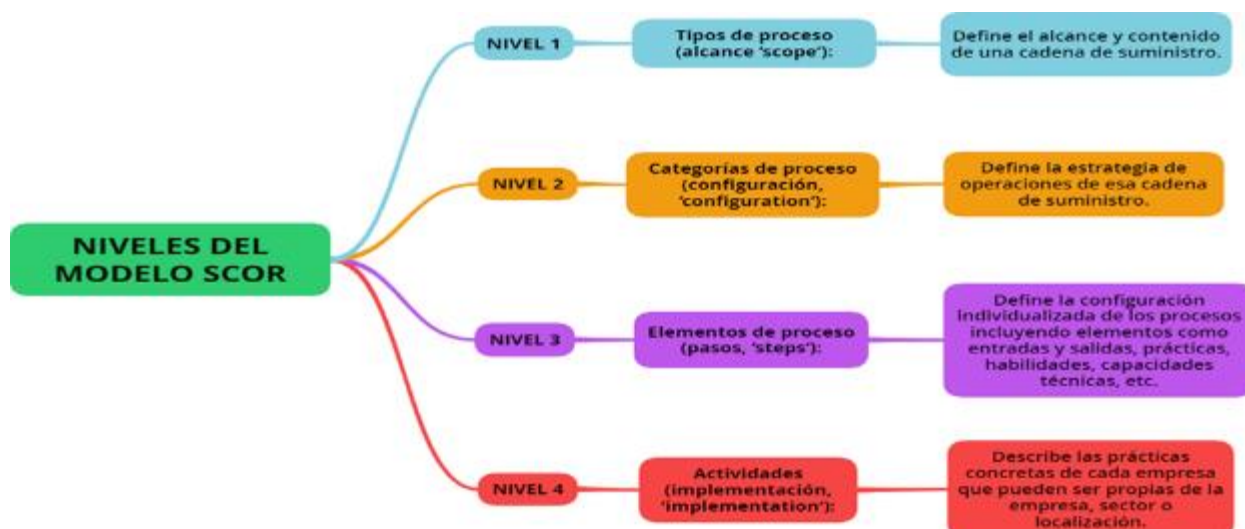 NIVELES DEL
MODELO SCOR
NIVEL 1
Tipos de proceso
(alcance ‘scope’):
Define el alcance y contenido
de una cadena de suministro.
NIVEL 2
Categorías de proceso
(configuración,
‘configuration’):
Define la estrategia de
operaciones de esa cadena
de suministro.
NIVEL 3
Elementos de proceso
(pasos, ‘steps’):
Define la configuración
individualizada de los procesos
incluyendo elementos como
entradas y salidas, prácticas,
habilidades, capacidades
técnicas, etc.
NIVEL 4
Actividades
(implementación,
‘implementation’):
Describe las prácticas
concretas de cada empresa
que pueden ser propias de la
empresa, sector o
localización.